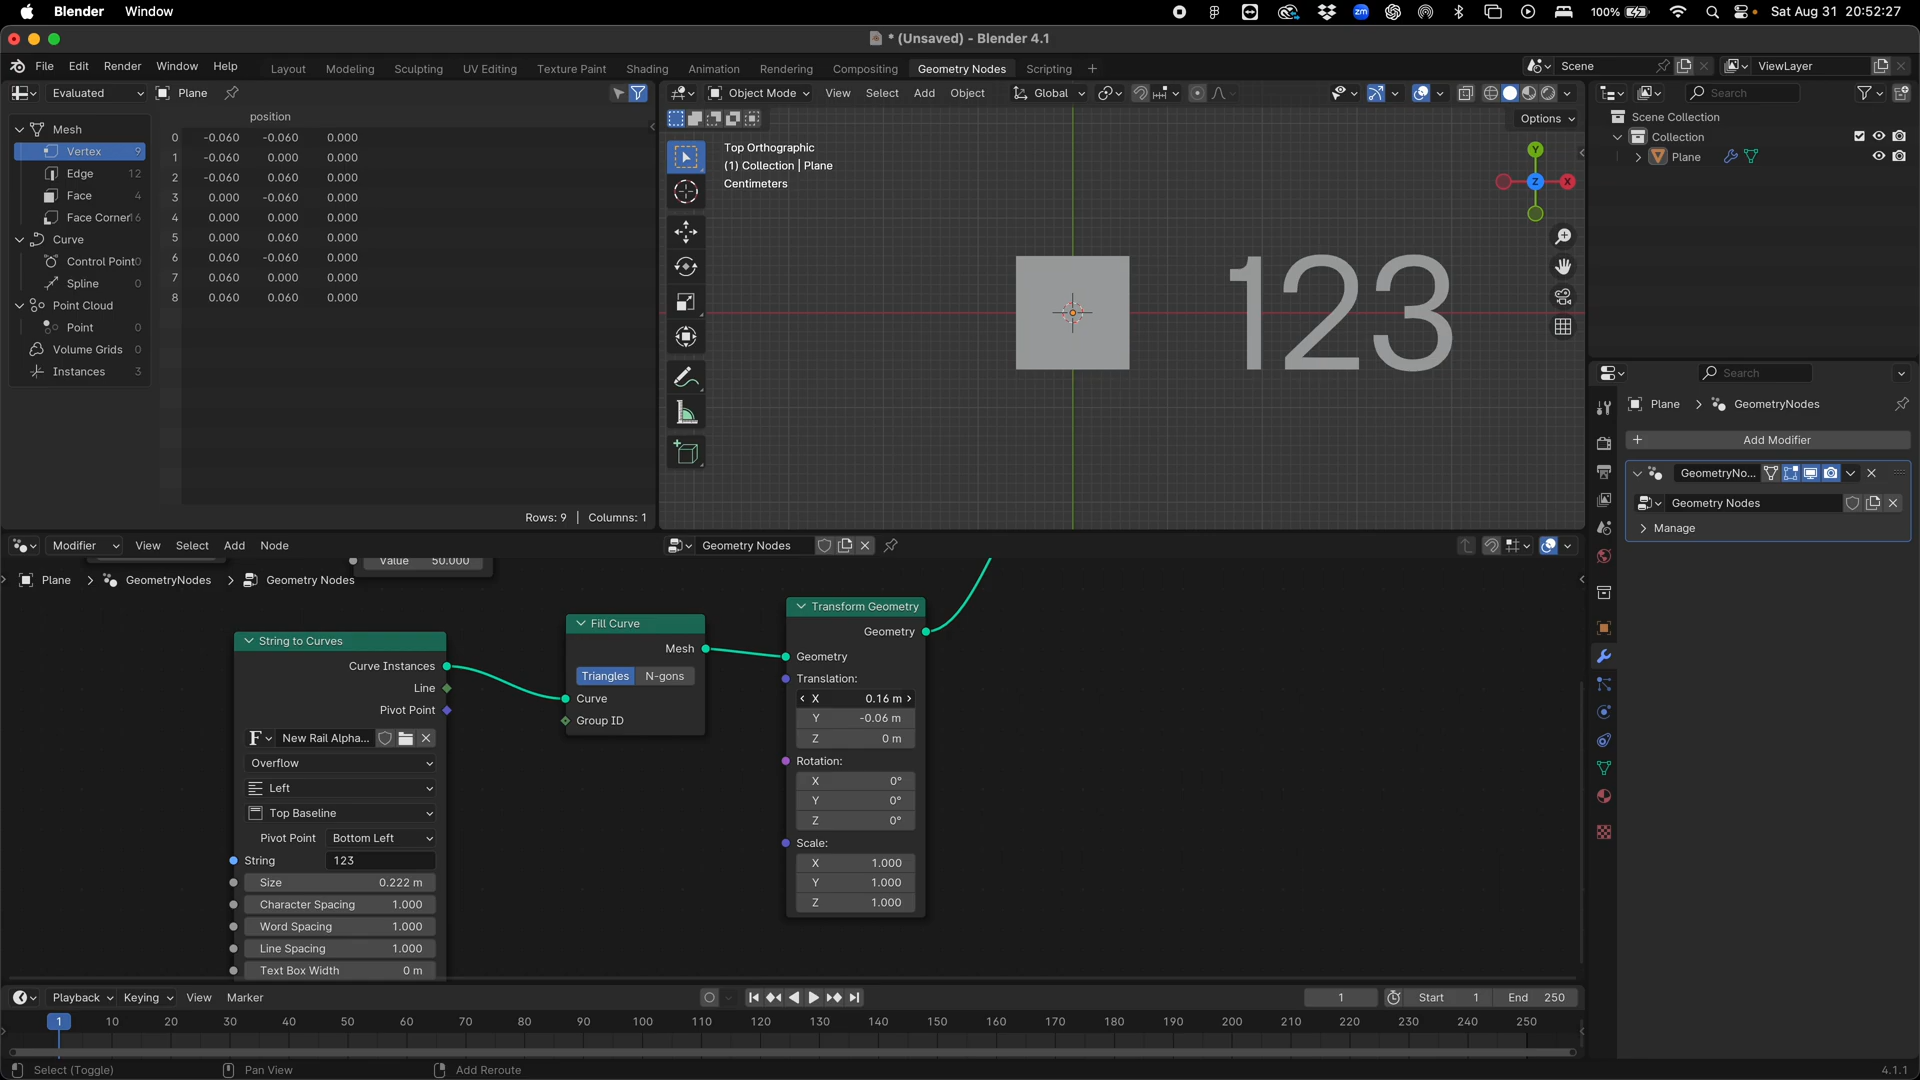 Blender Window
zm
100% Sat Aug 31 20:52:27
* (Unsaved) - Blender 4.1
File Edit Render Window Help Layout Modeling Sculpting UV Editing Texture Paint Shading Animation Rendering Compositing Geometry Nodes Scripting + Scene ViewLayer
Evaluated Plane
Object Mode View Select Add Object Global
Search
Options
position
Mesh
Vertex 9
Edge 12
Face 4
Face Corner 16
Curve
Control Point 0
Spline 0
Point Cloud
Point 0
Volume Grids 0
Instances 3
0 -0.060 -0.060 0.000
1 -0.060 0.000 0.000
2 -0.060 0.060 0.000
3 0.000 -0.060 0.000
4 0.000 0.000 0.000
5 0.000 0.060 0.000
6 0.060 -0.060 0.000
7 0.060 0.000 0.000
8 0.060 0.060 0.000
Rows: 9 | Columns: 1
Top Orthographic
(1) Collection | Plane
Centimeters
Y
Z
X
123
Scene Collection
Collection
Plane
Search
Plane > GeometryNodes
+ Add Modifier
GeometryNo...
Geometry Nodes
Manage
Modifier View Select Add Node Geometry Nodes
Value 50.000
Plane > GeometryNodes > Geometry Nodes
String to Curves
Curve Instances
Line
Pivot Point
F New Rail Alpha...
Overflow
Left
Top Baseline
Pivot Point Bottom Left
String 123
Size 0.222 m
Character Spacing 1.000
Word Spacing 1.000
Line Spacing 1.000
Text Box Width 0 m
Fill Curve
Mesh
Triangles N-gons
Curve
Group ID
Transform Geometry
Geometry
Geometry
Translation:
X 0.16 m
Y -0.06 m
Z 0 m
Rotation:
X 0°
Y 0°
Z 0°
Scale:
X 1.000
Y 1.000
Z 1.000
Playback Keying View Marker 1 Start 1 End 250
1 10 20 30 40 50 60 70 80 90 100 110 120 130 140 150 160 170 180 190 200 210 220 230 240 250
Select (Toggle) Pan View Add Reroute 4.1.1